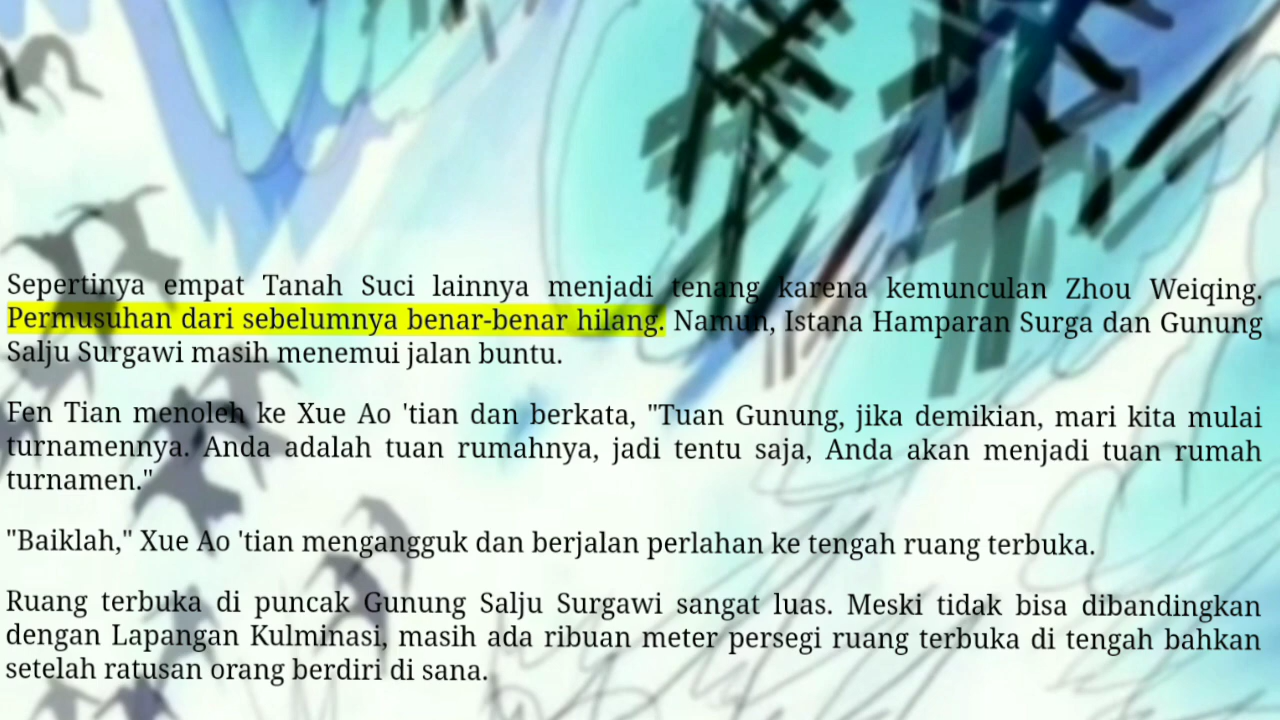 Sepertinya empat Tanah Suci lainnya menjadi tenang karena kemunculan Zhou Weiqing.
Permusuhan dari sebelumnya benar-benar hilang. Namun, Istana Hamparan Surga dan Gunung
Salju Surgawi masih menemui jalan buntu.
Fen Tian menoleh ke Xue Ao 'tian dan berkata, "Tuan Gunung, jika demikian, mari kita mulai
turnamennya. Anda adalah tuan rumahnya, jadi tentu saja, Anda akan menjadi tuan rumah
turnamen."
"Baiklah," Xue Ao 'tian mengangguk dan berjalan perlahan ke tengah ruang terbuka.
Ruang terbuka di puncak Gunung Salju Surgawi sangat luas. Meski tidak bisa dibandingkan
dengan Lapangan Kulminasi, masih ada ribuan meter persegi ruang terbuka di tengah bahkan
setelah ratusan orang berdiri di sana.